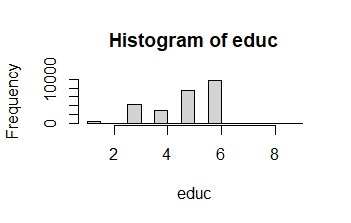 Histogram of educ
Frequency
10000
0
2 4 6 8
educ